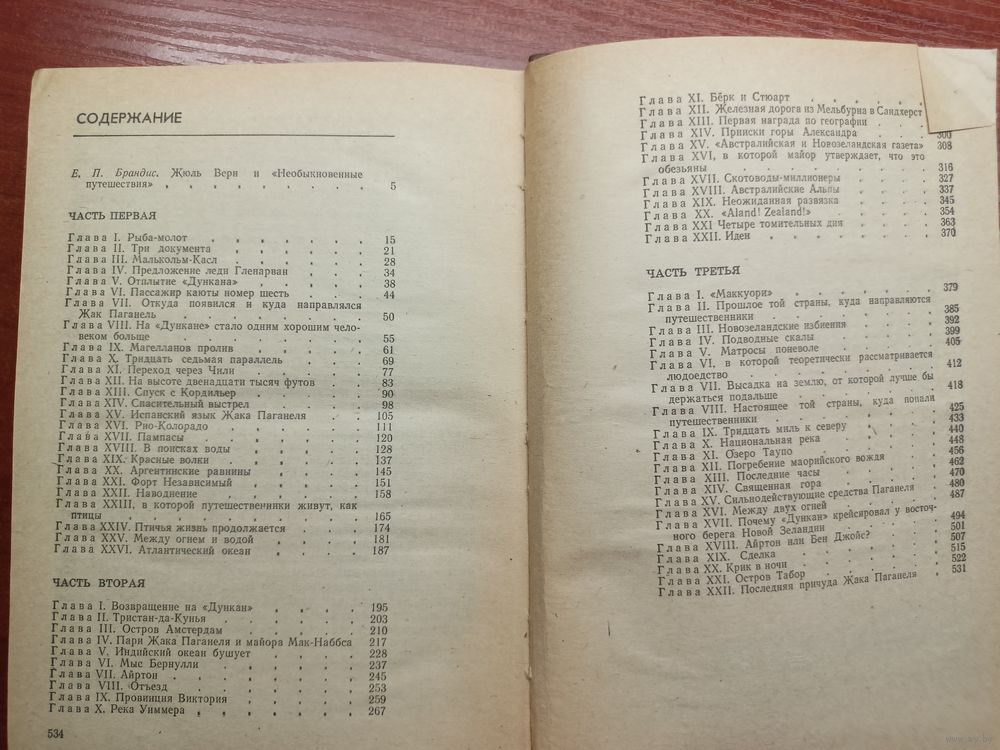 СОДЕРЖАНИЕ
Е. П. Брандис. Жюль Верн и «Необыкновенные
путешествия» . . . . . . . . 5
ЧАСТЬ ПЕРВАЯ
Глава I. Рыба-молот . . . . . . . 15
Глава II. Три документа . . . . . . 21
Глава III. Малькольм-Касл . . . . . . 28
Глава IV. Предложение леди Гленарван . . . 34
Глава V. Отплытие «Дункана» . . . . . 38
Глава VI. Пассажир каюты номер шесть . . . 44
Глава VII. Откуда появился и куда направлялся
Жак Паганель . . . . . . . . 50
Глава VIII. На «Дункане» стало одним хорошим чело-
веком больше . . . . . . . . 55
Глава IX. Магелланов пролив . . . . . 61
Глава X. Тридцать седьмая параллель . . . 69
Глава XI. Переход через Чили . . . . . 77
Глава XII. На высоте двенадцати тысяч футов . . 83
Глава XIII. Спуск с Кордильер . . . . . 90
Глава XIV. Спасительный выстрел . . . . 98
Глава XV. Испанский язык Жака Паганеля . . 105
Глава XVI. Рио-Колорадо . . . . . . 111
Глава XVII. Пампасы . . . . . . . 120
Глава XVIII. В поисках воды . . . . . 128
Глава XIX. Красные волки . . . . . . 137
Глава XX. Аргентинские равнины . . . . 145
Глава XXI. Форт Независимый . . . . . 151
Глава XXII. Наводнение . . . . . . 158
Глава XXIII, в которой путешественники живут, как
птицы . . . . . . . . . . 165
Глава XXIV. Птичья жизнь продолжается . . . 174
Глава XXV. Между огнем и водой . . . . 181
Глава XXVI. Атлантический океан . . . . 187
ЧАСТЬ ВТОРАЯ
Глава I. Возвращение на «Дункан» . . . . 195
Глава II. Тристан-да-Кунья . . . . . . 203
Глава III. Остров Амстердам . . . . . 210
Глава IV. Пари Жака Паганеля и майора Мак-Наббса 217
Глава V. Индийский океан бушует . . . . 228
Глава VI. Мыс Бернулли . . . . . . 237
Глава VII. Айртон . . . . . . . . 245
Глава VIII. Отъезд . . . . . . . 253
Глава IX. Провинция Виктория . . . . . 259
Глава X. Река Уиммера . . . . . . . 267
534
Глава XI. Бёрк и Стюарт . . . . . .
Глава XII. Железная дорога из Мельбурна в Сандхерст
Глава XIII. Первая награда по географии . . .
Глава XIV. Прииски горы Александра . . . 300
Глава XV. «Австралийская и Новозеландская газета» 308
Глава XVI, в которой майор утверждает, что это
обезьяны . . . . . . . . . 316
Глава XVII. Скотоводы-миллионеры . . . . 327
Глава XVIII. Австралийские Альпы . . . . 337
Глава XIX. Неожиданная развязка . . . . 345
Глава XX. «Aland! Zealand!» . . . . . 354
Глава XXI Четыре томительных дня . . . . 363
Глава XXII. Иден . . . . . . . . 370
ЧАСТЬ ТРЕТЬЯ
Глава I. «Маккуори» . . . . . . . 379
Глава II. Прошлое той страны, куда направляются
путешественники . . . . . . . 385
Глава III. Новозеландские избиения . . . . 392
Глава IV. Подводные скалы . . . . . 399
Глава V. Матросы поневоле . . . . . 405
Глава VI, в которой теоретически рассматривается
людоедство . . . . . . . . 412
Глава VII. Высадка на землю, от которой лучше бы
держаться подальше . . . . . . 418
Глава VIII. Настоящее той страны, куда попали
путешественники . . . . . . . 425
Глава IX. Тридцать миль к северу . . . . 433
Глава X. Национальная река . . . . . 440
Глава XI. Озеро Таупо . . . . . . 448
Глава XII. Погребение маорийского вождя . . 456
Глава XIII. Последние часы . . . . . 462
Глава XIV. Священная гора . . . . . 470
Глава XV. Сильнодействующие средства Паганеля . 480
Глава XVI. Между двух огней . . . . . 487
Глава XVII. Почему «Дункан» крейсировал у восточ-
ного берега Новой Зеландии . . . . 494
Глава XVIII. Айртон или Бен Джойс? . . . 501
Глава XIX. Сделка . . . . . . . 507
Глава XX. Крик в ночи . . . . . . 515
Глава XXI. Остров Табор . . . . . . 522
Глава XXII. Последняя причуда Жака Паганеля . 531